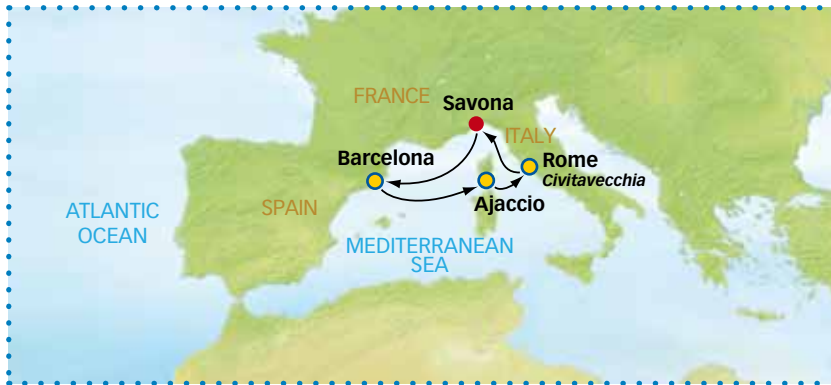 FRANCE
Savona
ITALY
Barcelona
Rome
Civitavecchia
Ajaccio
SPAIN
ATLANTIC
OCEAN
MEDITERRANEAN
SEA